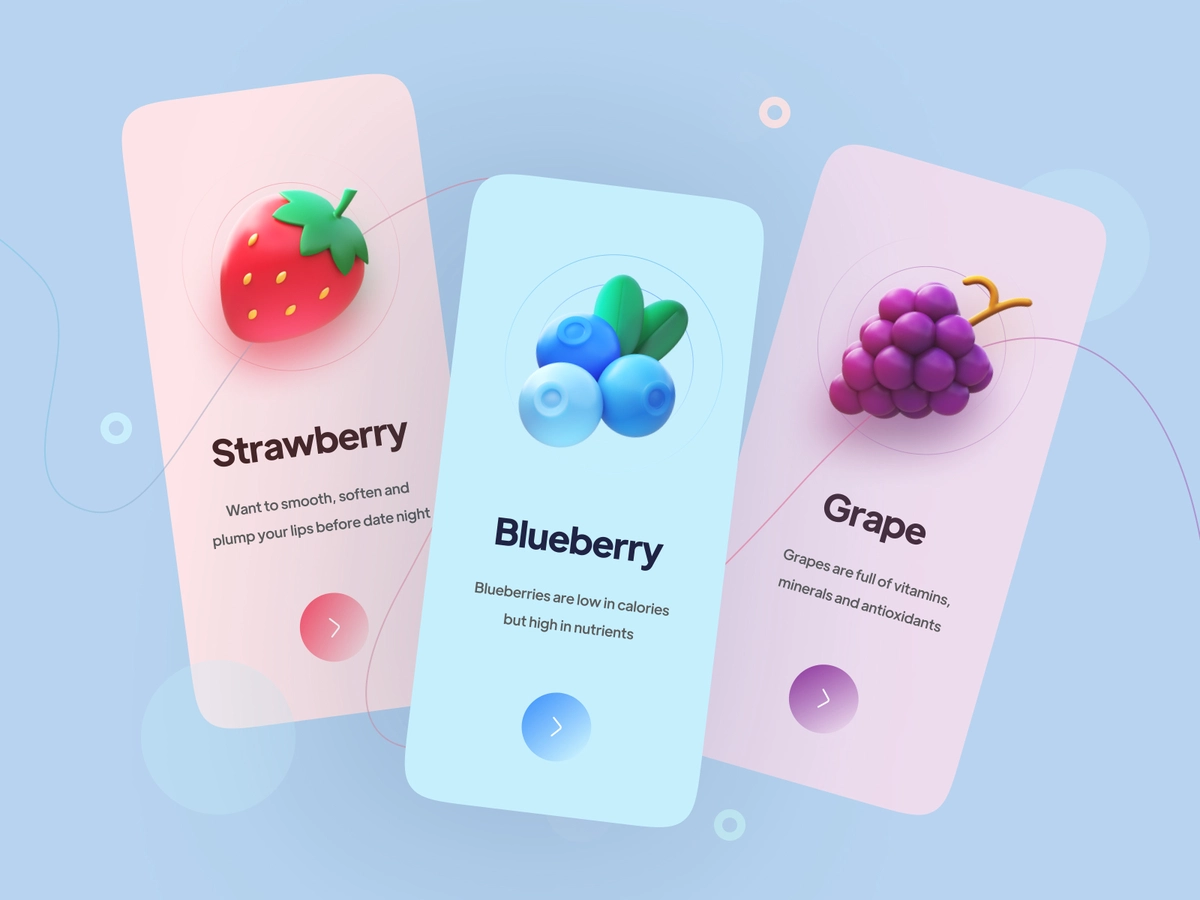 Strawberry
Want to smooth, soften and
plump your lips before date night
Blueberry
Blueberries are low in calories
but high in nutrients
Grape
Grapes are full of vitamins,
minerals and antioxidants